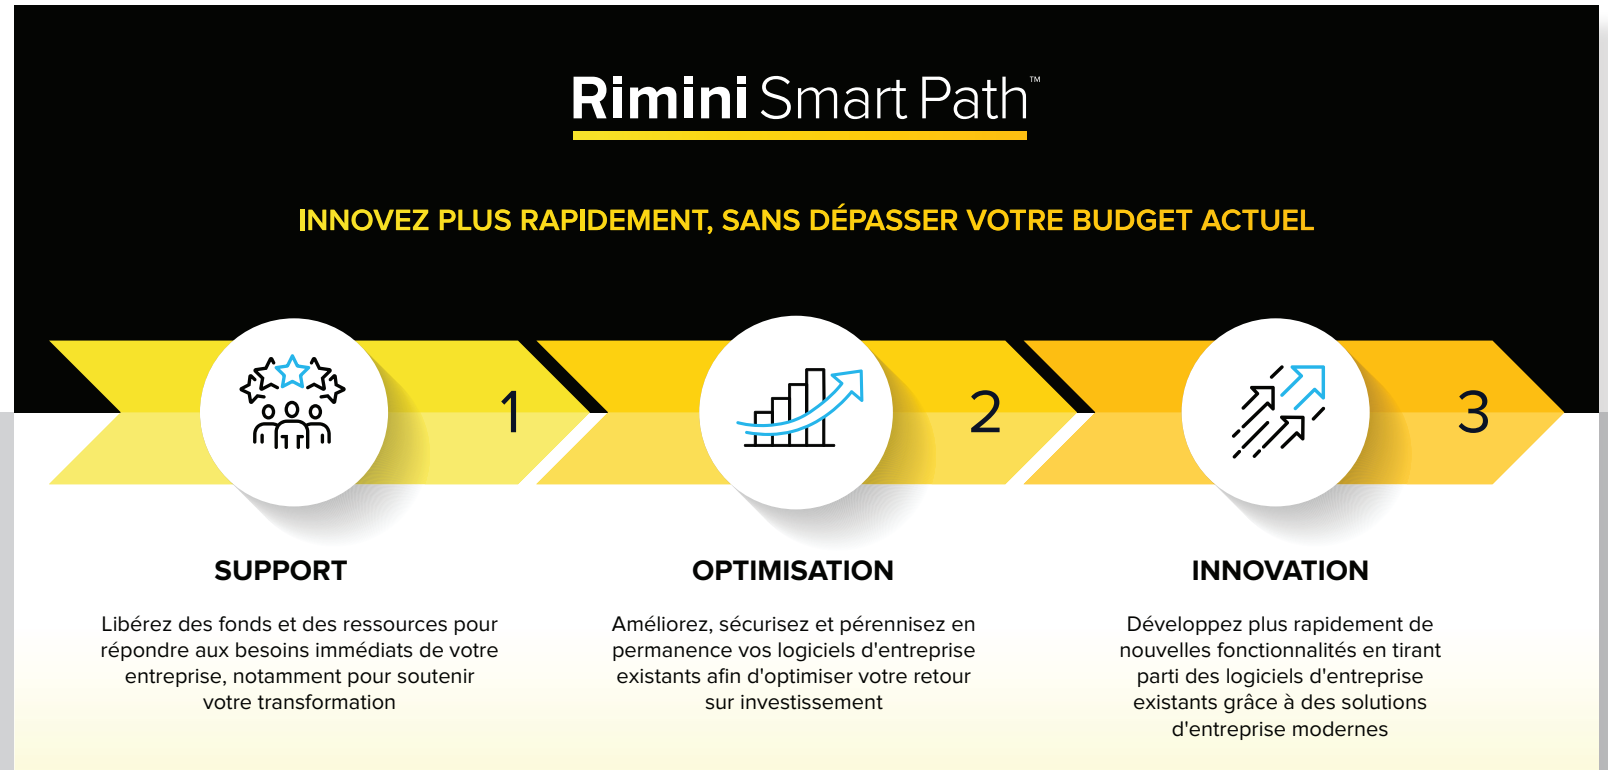 Rimini Smart Path™
INNOVEZ PLUS RAPIDEMENT, SANS DÉPASSER VOTRE BUDGET ACTUEL
1
2
3
SUPPORT
Libérez des fonds et des ressources pour
répondre aux besoins immédiats de votre
entreprise, notamment pour soutenir
votre transformation
OPTIMISATION
Améliorez, sécurisez et pérennisez en
permanence vos logiciels d'entreprise
existants afin d'optimiser votre retour
sur investissement
INNOVATION
Développez plus rapidement de
nouvelles fonctionnalités en tirant
parti des logiciels d'entreprise
existants grâce à des solutions
d'entreprise modernes